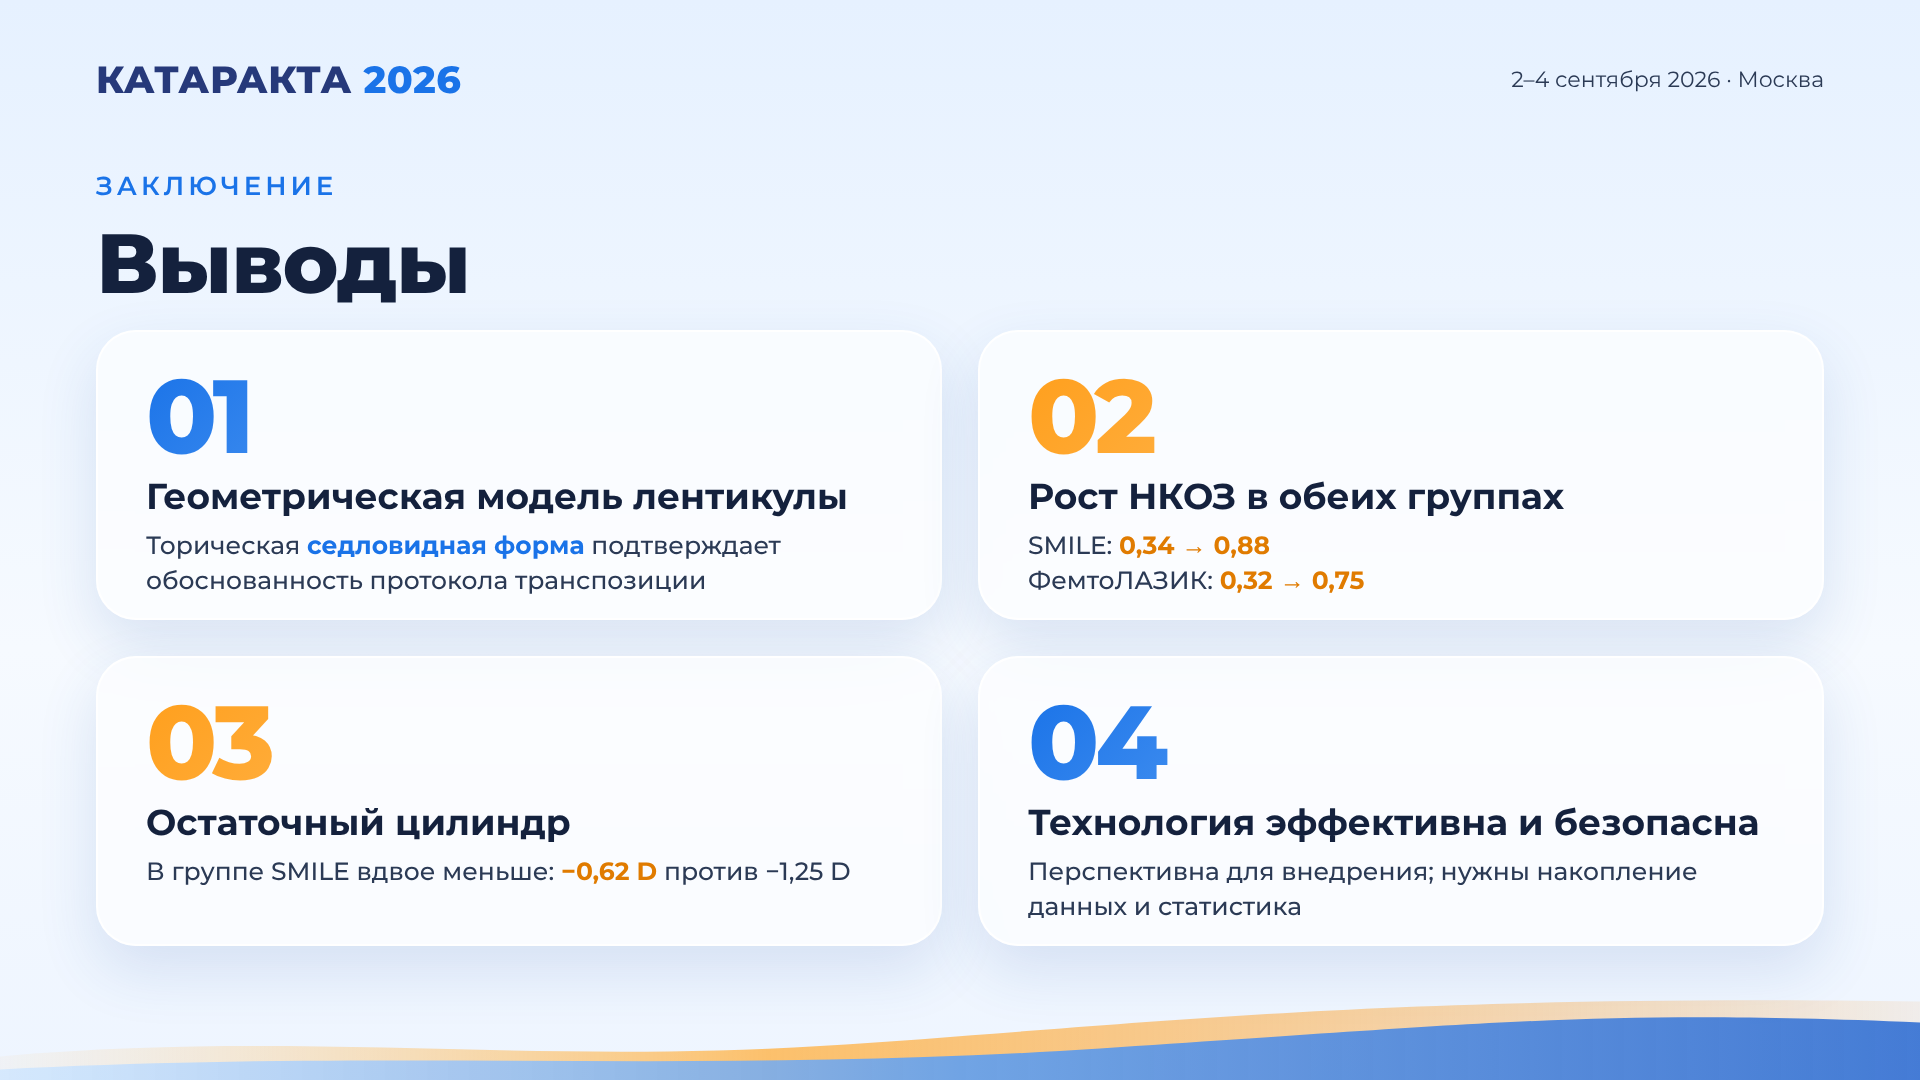 КАТАРАКТА 2026
2–4 сентября 2026 · Москва
ЗАКЛЮЧЕНИЕ
Выводы
01
Геометрическая модель лентикулы
Торическая седловидная форма подтверждает
обоснованность протокола транспозиции
02
Рост НКОЗ в обеих группах
SMILE: 0,34 → 0,88
ФемтоЛАЗИК: 0,32 → 0,75
03
Остаточный цилиндр
В группе SMILE вдвое меньше: −0,62 D против −1,25 D
04
Технология эффективна и безопасна
Перспективна для внедрения; нужны накопление
данных и статистика